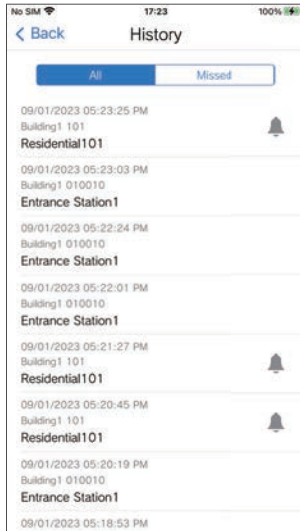 No SIM 17:23 100%
Back History
All Missed
09/01/2023 05:23:25 PM
Building1 101
Residential101
09/01/2023 05:23:03 PM
Building1 010010
Entrance Station1
09/01/2023 05:22:24 PM
Building1 010010
Entrance Station1
09/01/2023 05:22:01 PM
Building1 010010
Entrance Station1
09/01/2023 05:21:27 PM
Building1 101
Residential101
09/01/2023 05:20:45 PM
Building1 101
Residential101
09/01/2023 05:20:19 PM
Building1 010010
Entrance Station1
09/01/2023 05:18:53 PM